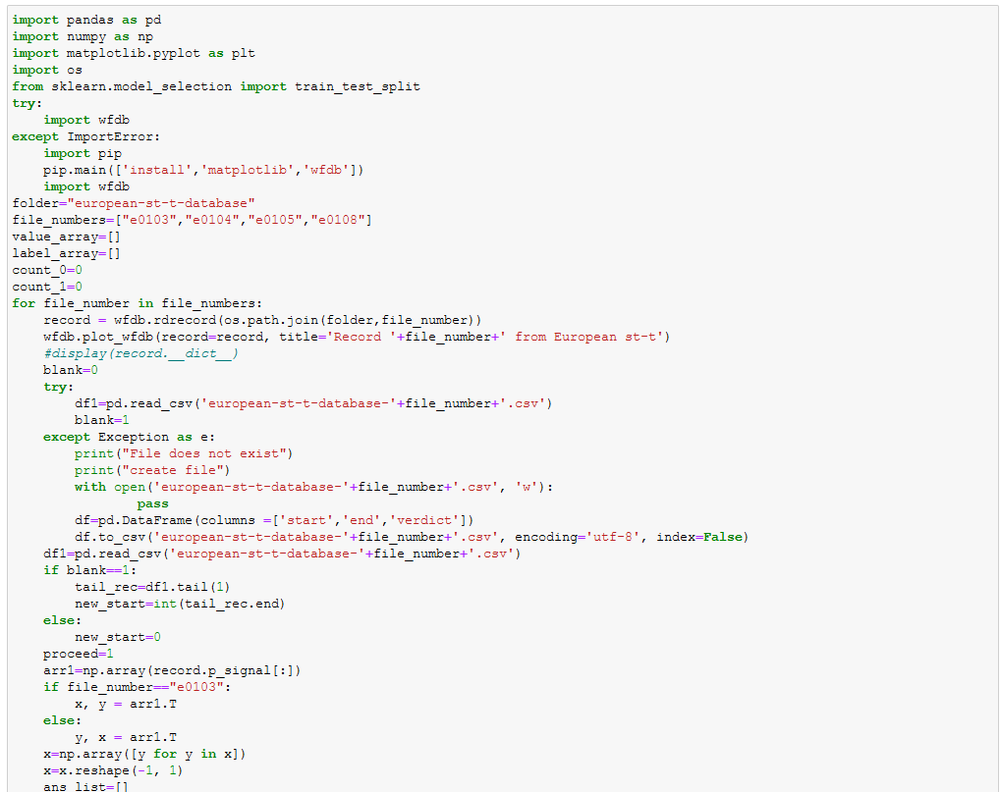 import pandas as pd
import numpy as np
import matplotlib.pyplot as plt
import os
from sklearn.model_selection import train_test_split
try:
    import wfdb
except ImportError:
    import pip
    pip.main(['install','matplotlib','wfdb'])
    import wfdb
folder="european-st-t-database"
file_numbers=["e0103","e0104","e0105","e0108"]
value_array=[]
label_array=[]
count_0=0
count_1=0
for file_number in file_numbers:
    record = wfdb.rdrecord(os.path.join(folder,file_number))
    wfdb.plot_wfdb(record=record, title='Record '+file_number+' from European st-t')
    #display(record.__dict__)
    blank=0
    try:
        df1=pd.read_csv('european-st-t-database-'+file_number+'.csv')
        blank=1
    except Exception as e:
        print("File does not exist")
        print("create file")
        with open('european-st-t-database-'+file_number+'.csv', 'w'):
                pass
        df=pd.DataFrame(columns =['start','end','verdict'])
        df.to_csv('european-st-t-database-'+file_number+'.csv', encoding='utf-8', index=False)
    df1=pd.read_csv('european-st-t-database-'+file_number+'.csv')
    if blank==1:
        tail_rec=df1.tail(1)
        new_start=int(tail_rec.end)
    else:
        new_start=0
    proceed=1
    arr1=np.array(record.p_signal[:])
    if file_number=="e0103":
        x, y = arr1.T
    else:
        y, x = arr1.T
    x=np.array([y for y in x])
    x=x.reshape(-1, 1)
    ans_list=[]